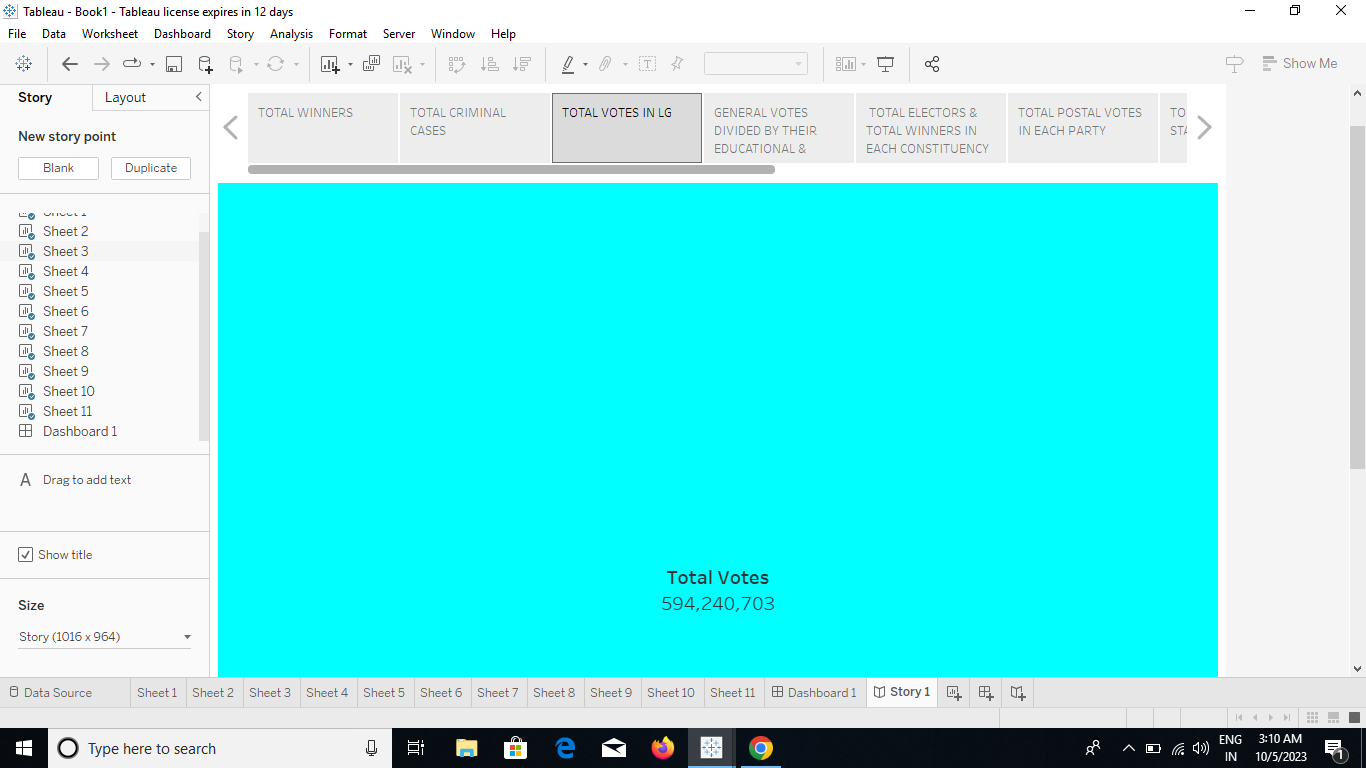 Tableau - Book1 - Tableau license expires in 12 days
File Data Worksheet Dashboard Story Analysis Format Server Window Help
Show Me
Story Layout
New story point
Blank Duplicate
Sheet 1
Sheet 2
Sheet 3
Sheet 4
Sheet 5
Sheet 6
Sheet 7
Sheet 8
Sheet 9
Sheet 10
Sheet 11
Dashboard 1
A Drag to add text
Show title
Size
Story (1016 x 964)
TOTAL WINNERS
TOTAL CRIMINAL
CASES
TOTAL VOTES IN LG
GENERAL VOTES
DIVIDED BY THEIR
EDUCATIONAL &
TOTAL ELECTORS &
TOTAL WINNERS IN
EACH CONSTITUENCY
TOTAL POSTAL VOTES
IN EACH PARTY
TO
STA
Total Votes
594,240,703
Data Source Sheet 1 Sheet 2 Sheet 3 Sheet 4 Sheet 5 Sheet 6 Sheet 7 Sheet 8 Sheet 9 Sheet 10 Sheet 11 Dashboard 1 Story 1
Type here to search
ENG
IN
3:10 AM
10/5/2023
1